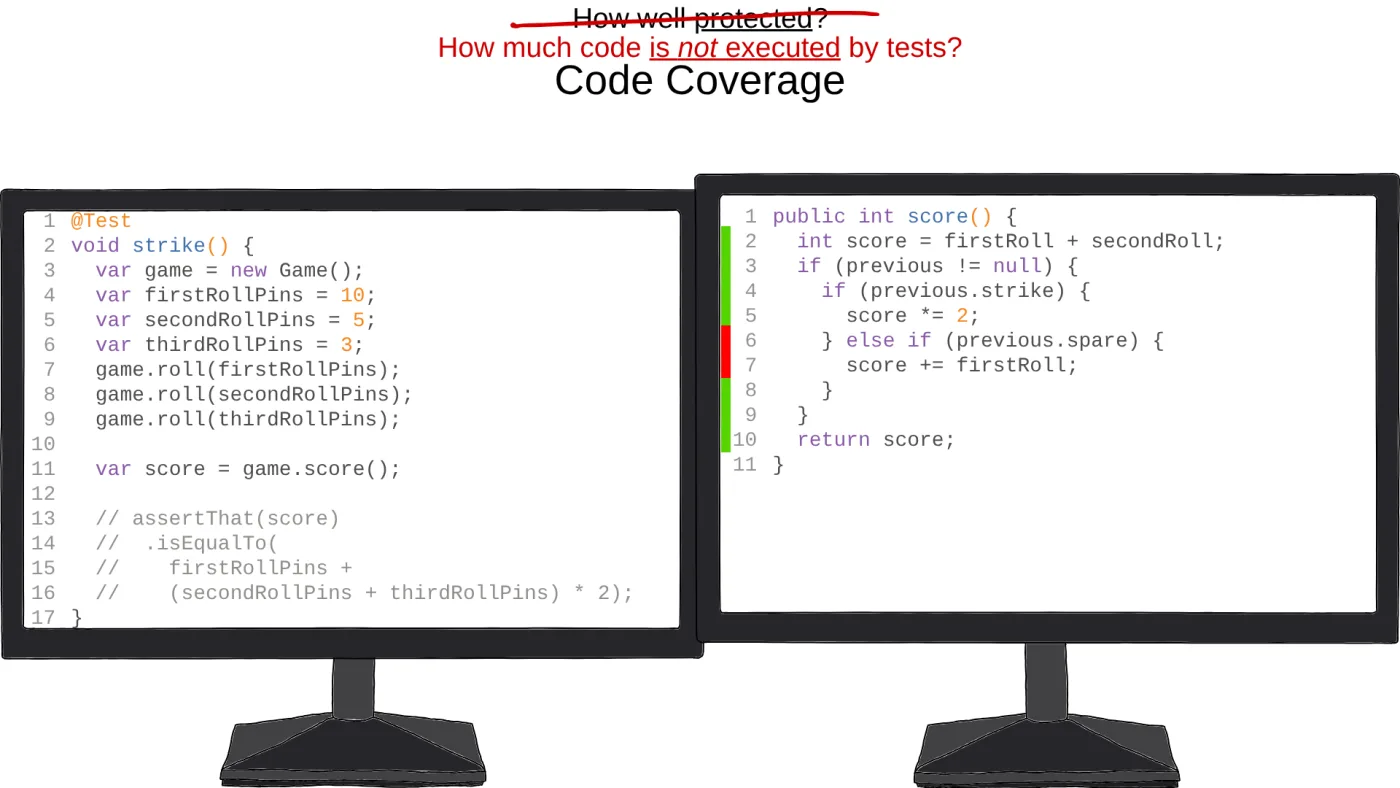 How well protected?
How much code is not executed by tests?
Code Coverage
1 @Test
2 void strike() {
3   var game = new Game();
4   var firstRollPins = 10;
5   var secondRollPins = 5;
6   var thirdRollPins = 3;
7   game.roll(firstRollPins);
8   game.roll(secondRollPins);
9   game.roll(thirdRollPins);
10
11   var score = game.score();
12
13   // assertThat(score)
14   //  .isEqualTo(
15   //    firstRollPins +
16   //    (secondRollPins + thirdRollPins) * 2);
17 }
1 public int score() {
2   int score = firstRoll + secondRoll;
3   if (previous != null) {
4     if (previous.strike) {
5       score *= 2;
6     } else if (previous.spare) {
7       score += firstRoll;
8     }
9   }
10   return score;
11 }